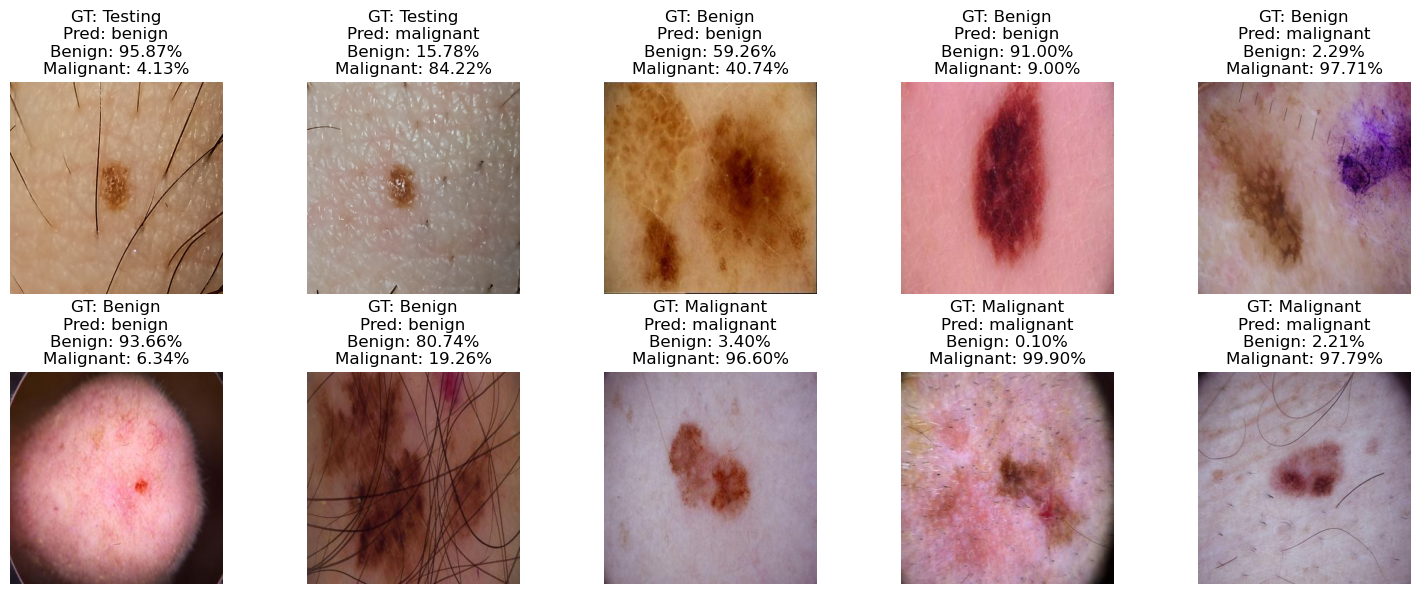 GT: Testing
Pred: benign
Benign: 95.87%
Malignant: 4.13%
GT: Testing
Pred: malignant
Benign: 15.78%
Malignant: 84.22%
GT: Benign
Pred: benign
Benign: 59.26%
Malignant: 40.74%
GT: Benign
Pred: benign
Benign: 91.00%
Malignant: 9.00%
GT: Benign
Pred: malignant
Benign: 2.29%
Malignant: 97.71%
GT: Benign
Pred: benign
Benign: 93.66%
Malignant: 6.34%
GT: Benign
Pred: benign
Benign: 80.74%
Malignant: 19.26%
GT: Malignant
Pred: malignant
Benign: 3.40%
Malignant: 96.60%
GT: Malignant
Pred: malignant
Benign: 0.10%
Malignant: 99.90%
GT: Malignant
Pred: malignant
Benign: 2.21%
Malignant: 97.79%